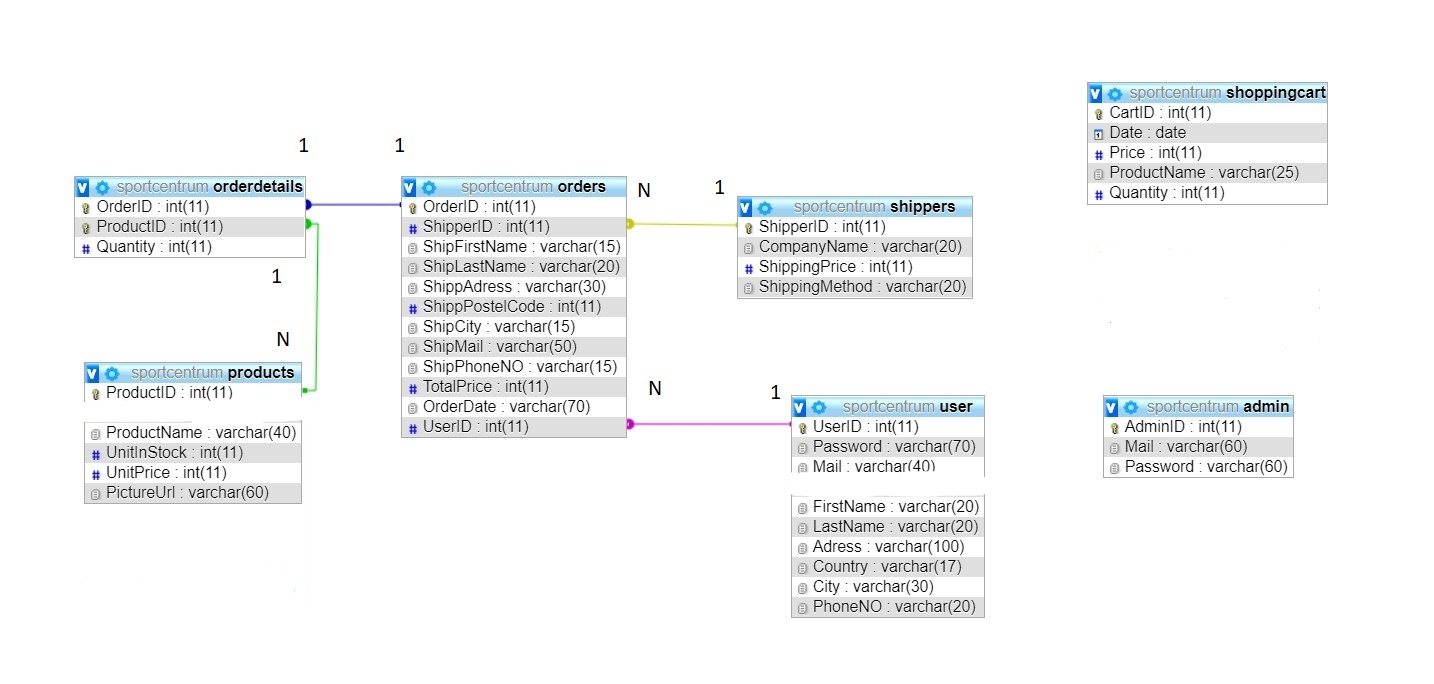 sportcentrum shoppingcart
CartID : int(11)
Date : date
Price : int(11)
ProductName : varchar(25)
Quantity : int(11)
1
1
sportcentrum orderdetails
OrderID : int(11)
ProductID : int(11)
Quantity : int(11)
sportcentrum orders
OrderID : int(11)
ShipperID : int(11)
ShipFirstName : varchar(15)
ShipLastName : varchar(20)
ShippAdress : varchar(30)
ShippPostelCode : int(11)
ShipCity : varchar(15)
ShipMail : varchar(50)
ShipPhoneNO : varchar(15)
TotalPrice : int(11)
OrderDate : varchar(70)
UserID : int(11)
N
1
sportcentrum shippers
ShipperID : int(11)
CompanyName : varchar(20)
ShippingPrice : int(11)
ShippingMethod : varchar(20)
1
N
sportcentrum products
ProductID : int(11)
ProductName : varchar(40)
UnitInStock : int(11)
UnitPrice : int(11)
PictureUrl : varchar(60)
N
1
sportcentrum user
UserID : int(11)
Password : varchar(70)
Mail : varchar(40)
FirstName : varchar(20)
LastName : varchar(20)
Adress : varchar(100)
Country : varchar(17)
City : varchar(30)
PhoneNO : varchar(20)
sportcentrum admin
AdminID : int(11)
Mail : varchar(60)
Password : varchar(60)